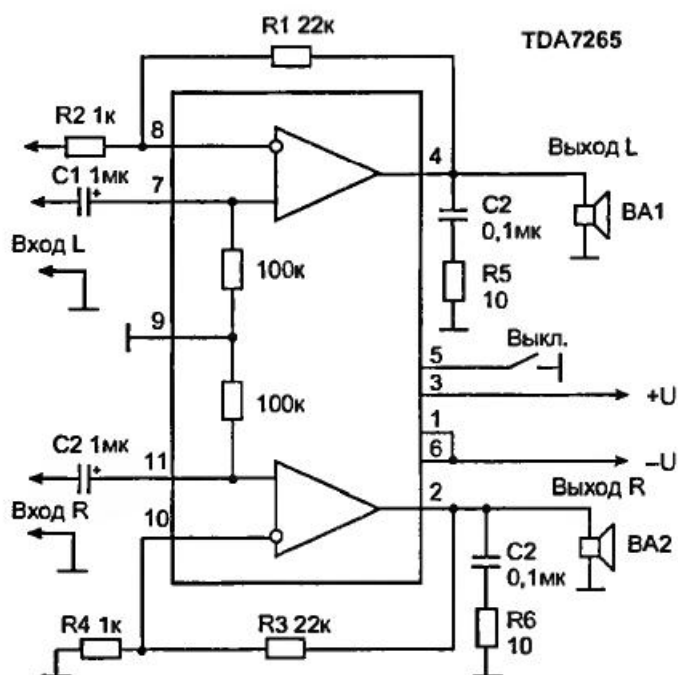 R1 22к
TDA7265
R2 1к
8
C1 1мк
+
7
4
Выход L
C2
0,1мк
BA1
Вход L
100к
R5
10
9
Выкл.
5
3
+U
100к
1
C2 1мк
+
11
6
–U
2
Выход R
Вход R
10
C2
0,1мк
BA2
R4 1к
R3 22к
R6
10